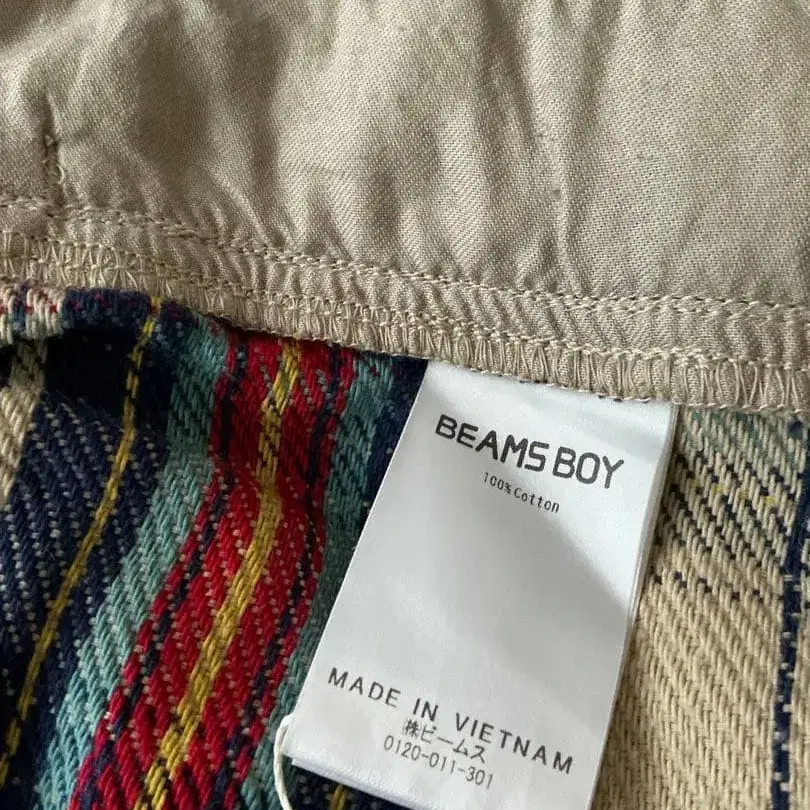 BEAMS BOY
100% Cotton
MADE IN VIETNAM
㈱ビームス
0120-011-301